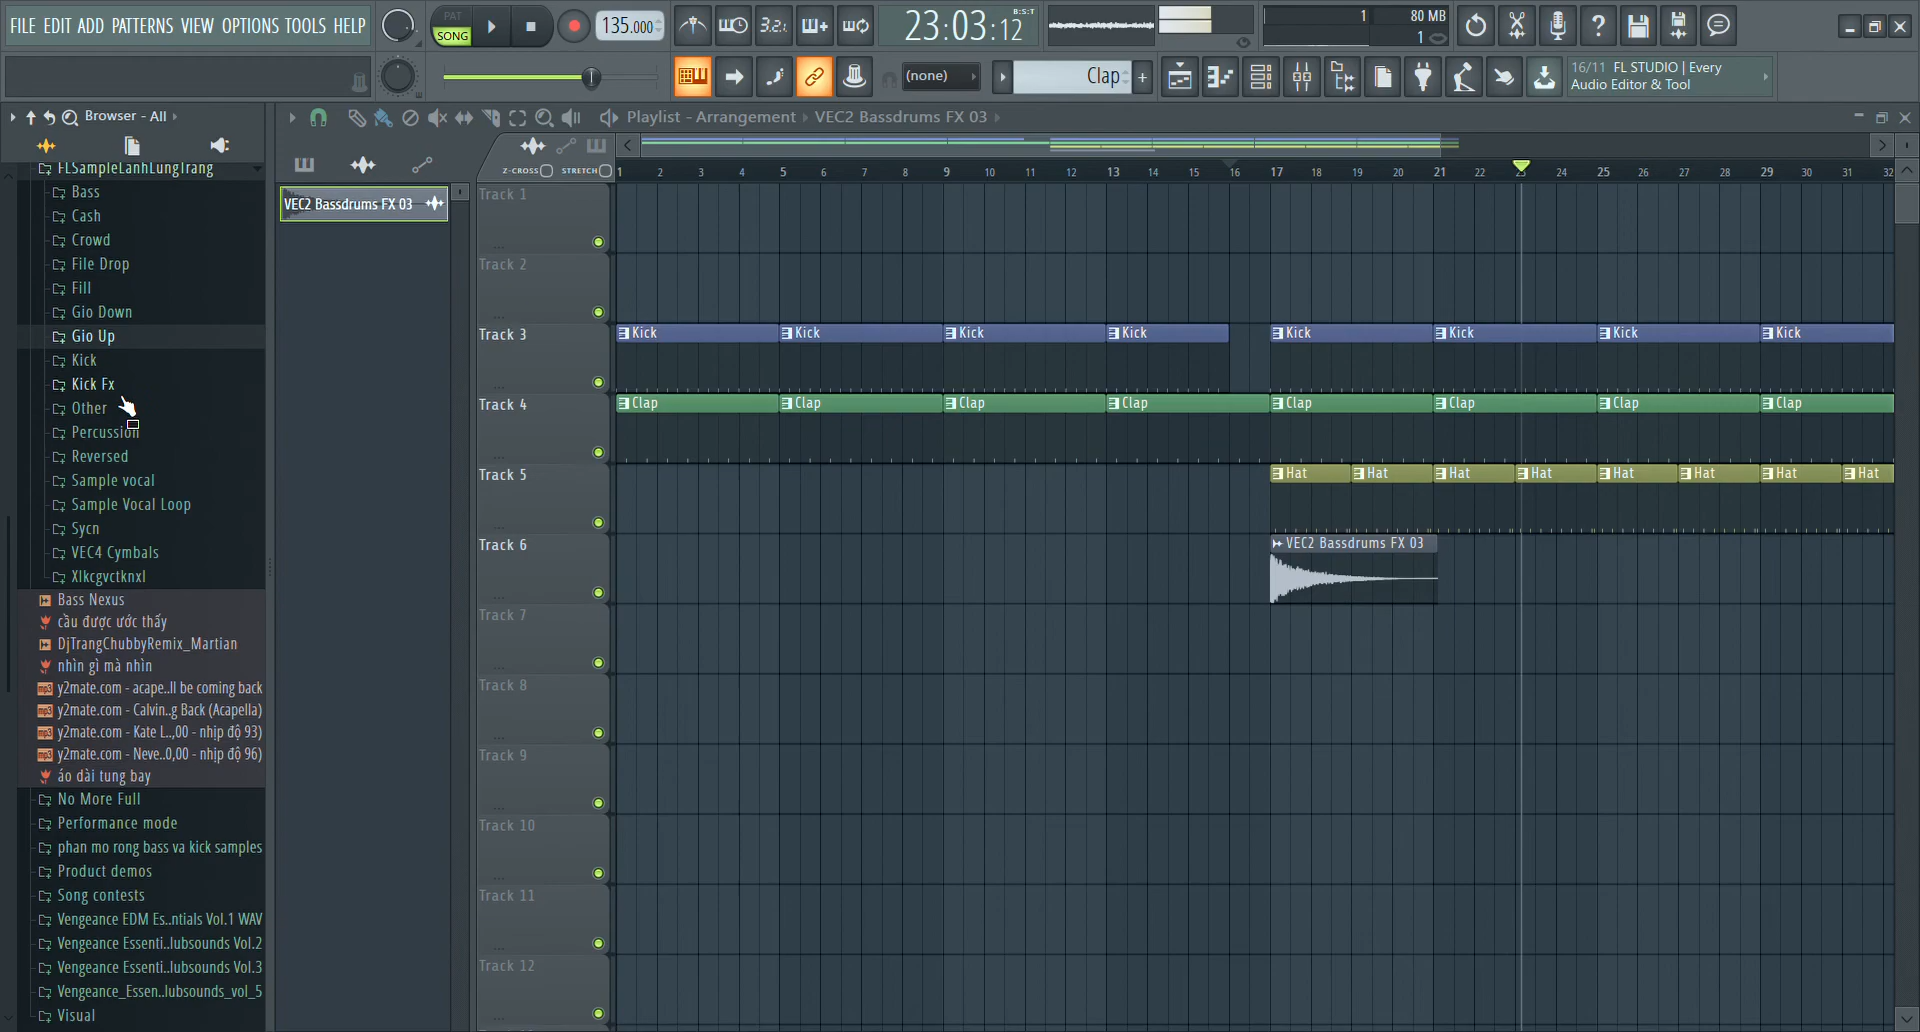 FILE EDIT ADD PATTERNS VIEW OPTIONS TOOLS HELP
PAT
SONG
135.000
3.2.
23:03:12
B:S:T
1
80 MB
1
(none)
Clap
16/11 FL STUDIO | Every
Audio Editor & Tool
Browser - All
Playlist - Arrangement
VEC2 Bassdrums FX 03
Z-CROSS
STRETCH
1 2 3 4 5 6 7 8 9 10 11 12 13 14 15 16 17 18 19 20 21 22 23 24 25 26 27 28 29 30 31 32
FLSampleLanhLungTrang
Bass
Cash
Crowd
File Drop
Fill
Gio Down
Gio Up
Kick
Kick Fx
Other
Percussion
Reversed
Sample vocal
Sample Vocal Loop
Sycn
VEC4 Cymbals
Xlkcgvctknxl
Bass Nexus
cầu được ước thấy
DjTrangChubbyRemix_Martian
nhìn gì mà nhìn
y2mate.com - acape..ll be coming back
y2mate.com - Calvin..g Back (Acapella)
y2mate.com - Kate L..,00 - nhịp độ 93)
y2mate.com - Neve..0,00 - nhịp độ 96)
áo dài tung bay
No More Full
Performance mode
phan mo rong bass va kick samples
Product demos
Song contests
Vengeance EDM Es..ntials Vol.1 WAV
Vengeance Essenti..lubsounds Vol.2
Vengeance Essenti..lubsounds Vol.3
Vengeance_Essen..lubsounds_vol_5
Visual
VEC2 Bassdrums FX 03
Track 1
Track 2
Track 3
Kick Kick Kick Kick Kick Kick Kick Kick
Track 4
Clap Clap Clap Clap Clap Clap Clap Clap
Track 5
Hat Hat Hat Hat Hat Hat Hat Hat
Track 6
VEC2 Bassdrums FX 03
Track 7
Track 8
Track 9
Track 10
Track 11
Track 12